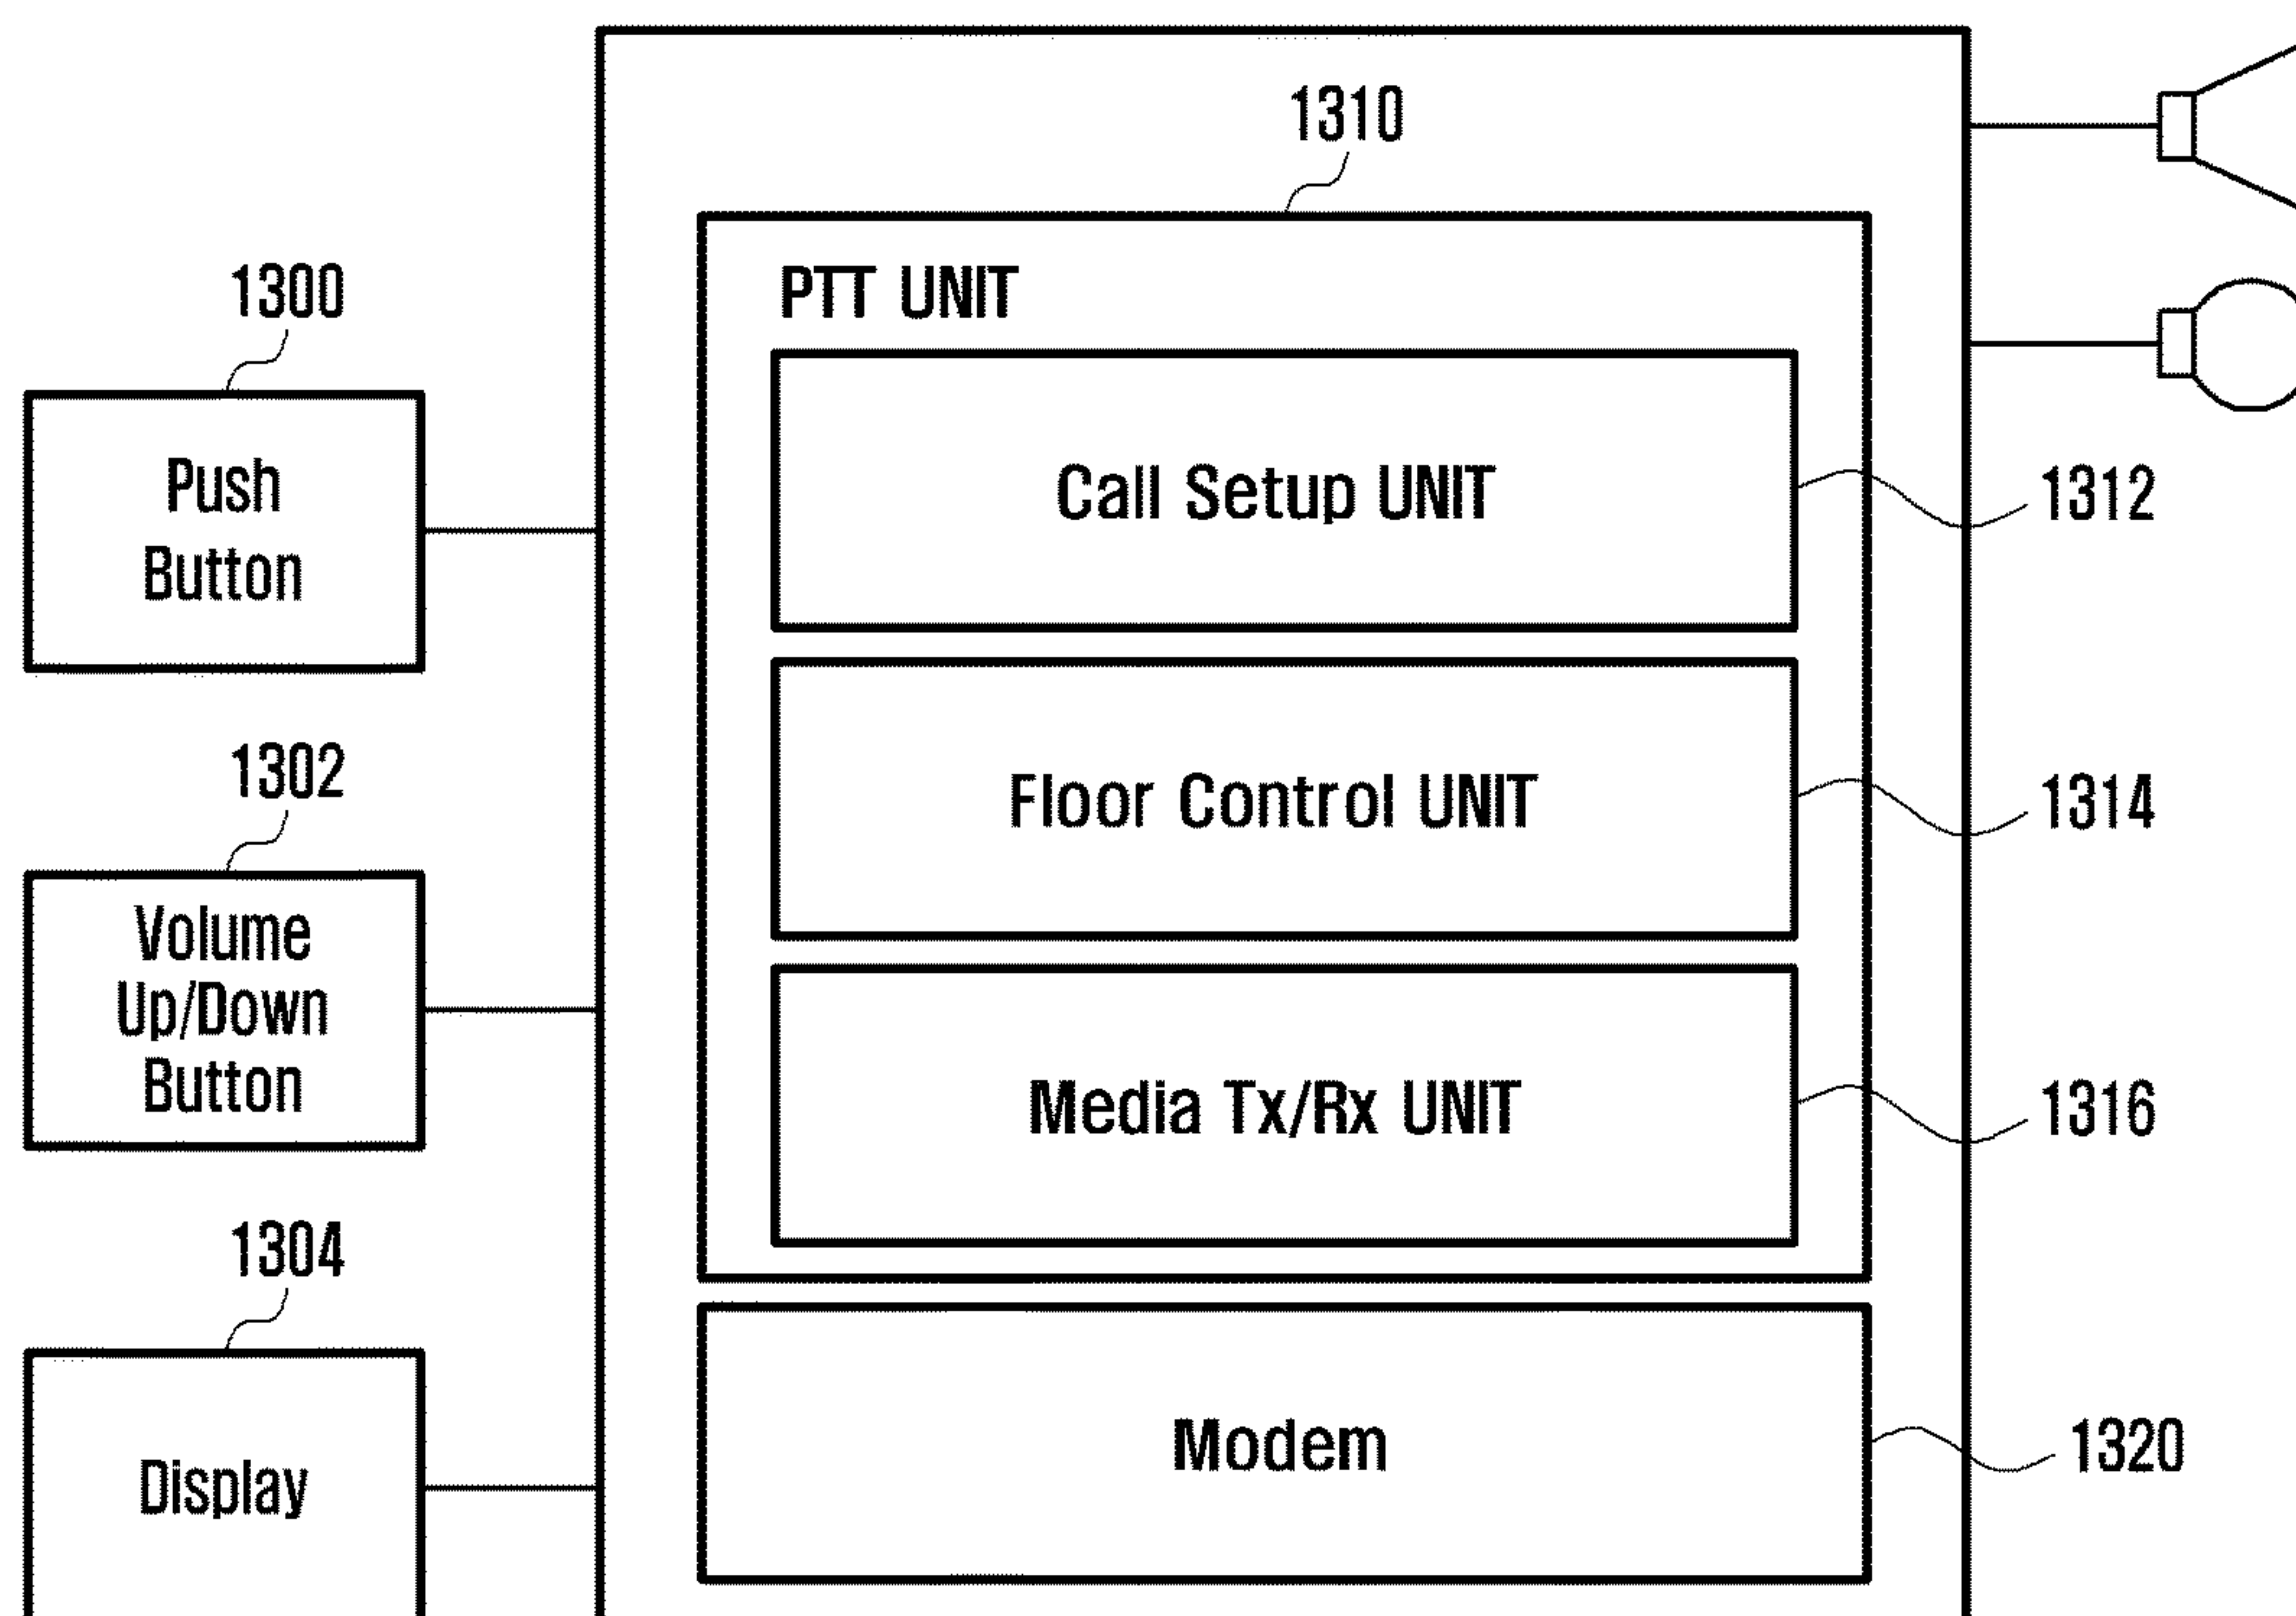 1310
PTT UNIT
1300
Push
Button
Call Setup UNIT
1312
1302
Volume
Up/Down
Button
Floor Control UNIT
1314
Media Tx/Rx UNIT
1316
1304
Display
Modem
1320